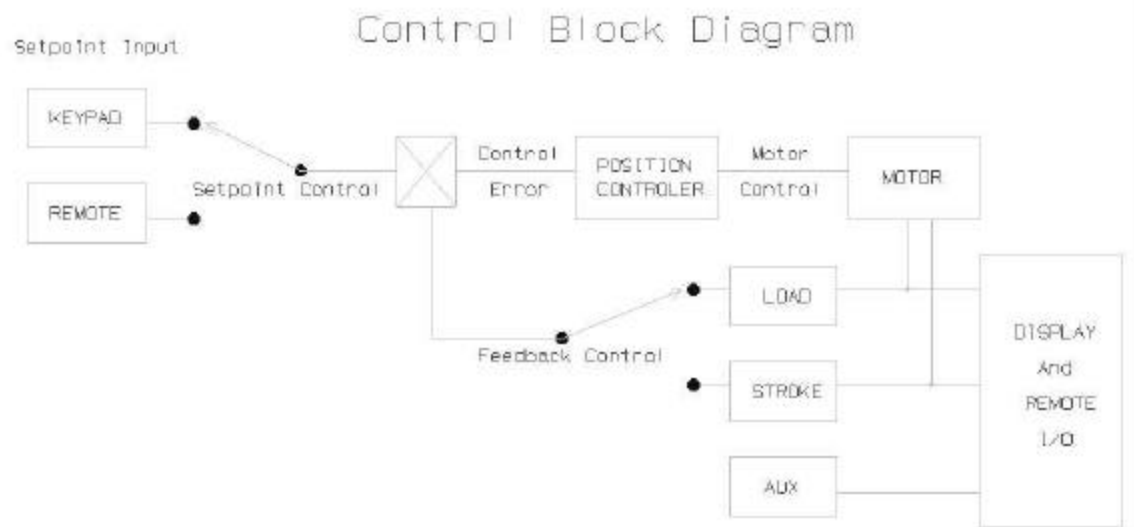 Control Block Diagram
Setpoint Input
KEYPAD
REMOTE
Setpoint Control
Control
Error
POSITION
CONTROLER
Motor
Control
MOTOR
LOAD
Feedback Control
STROKE
AUX
DISPLAY
And
REMOTE
I/O